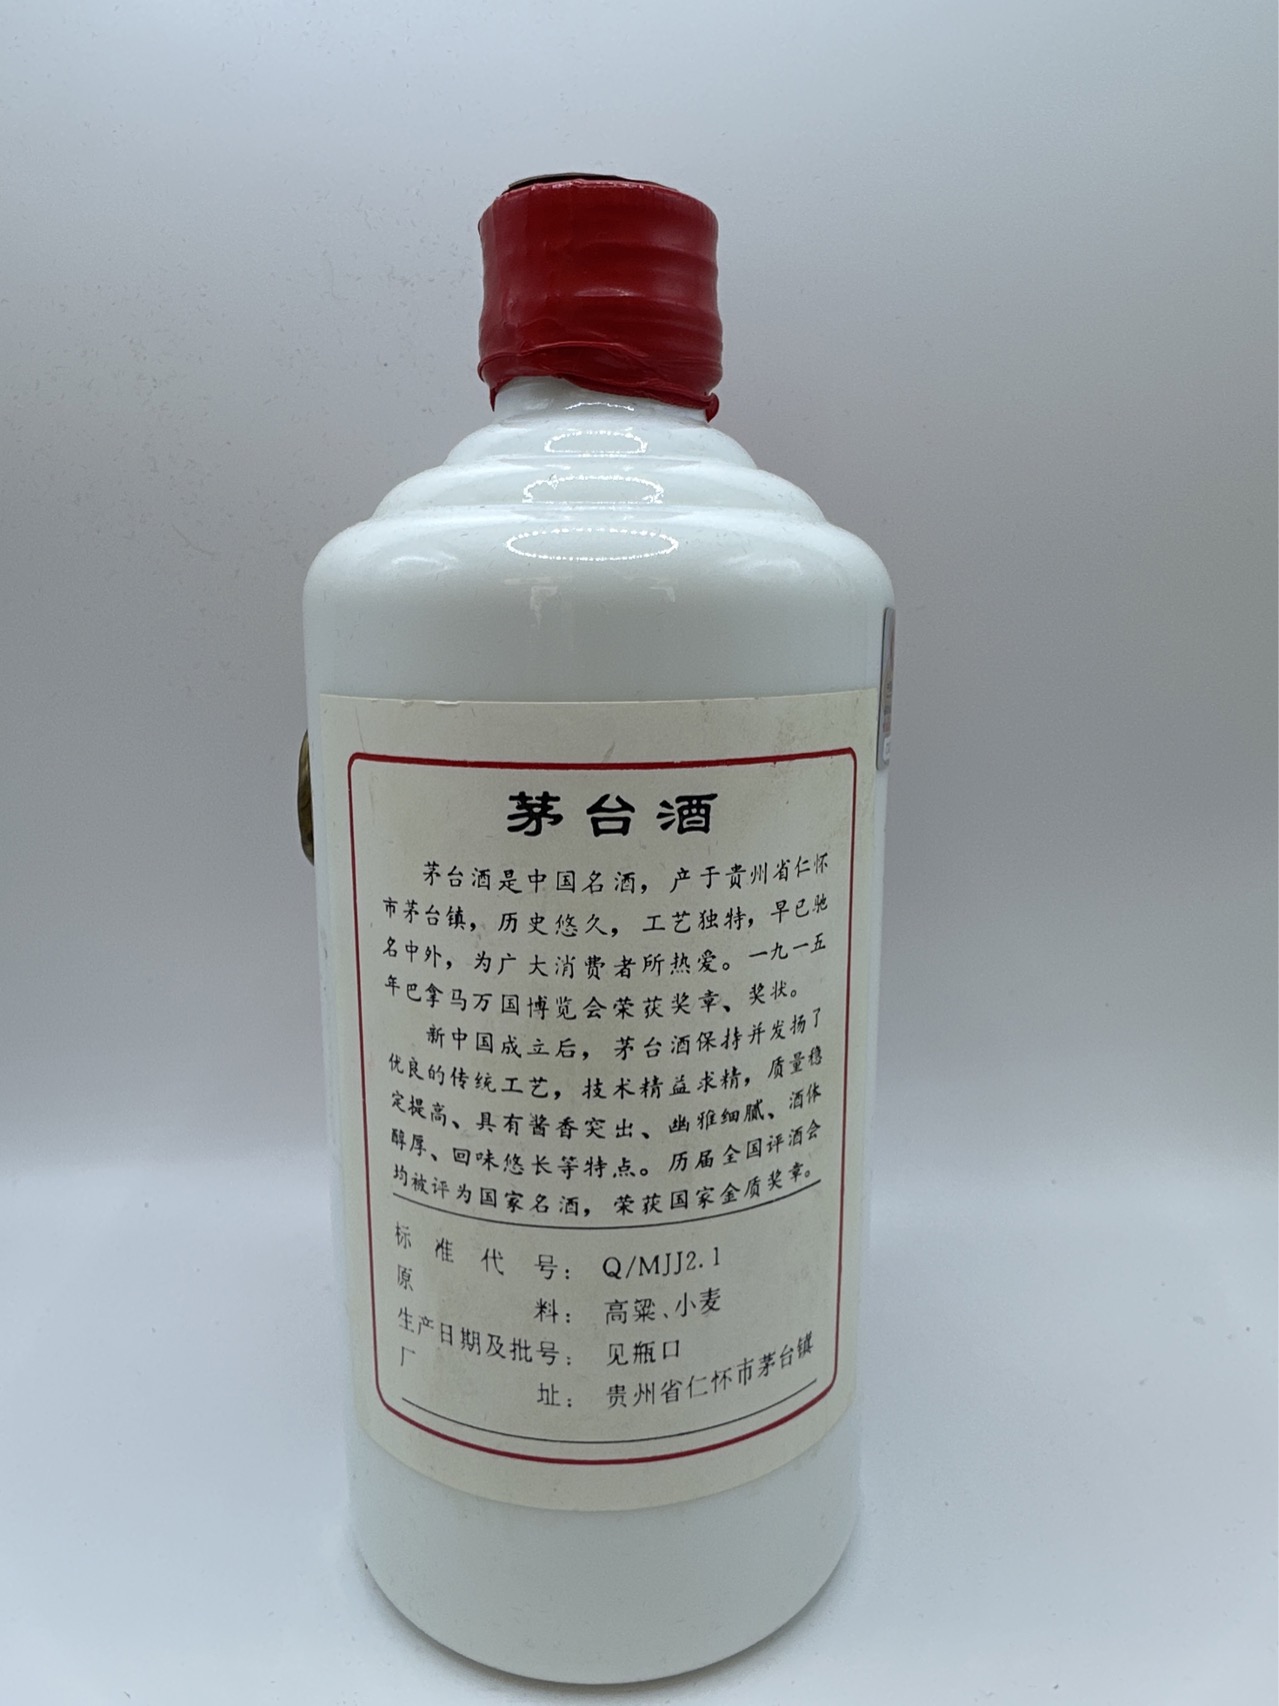 茅台酒
茅台酒是中国名酒，产于贵州省仁怀
市茅台镇，历史悠久，工艺独特，早已驰
名中外，为广大消费者所热爱。一九一五
年巴拿马万国博览会荣获奖章、奖状。
新中国成立后，茅台酒保持并发扬了
优良的传统工艺，技术精益求精，质量稳
定提高、具有酱香突出、幽雅细腻、酒体
醇厚、回味悠长等特点。历届全国评酒会
均被评为国家名酒，荣获国家金质奖章。
标准代号：Q/MJJ2.1
原料：高粱、小麦
生产日期及批号：见瓶口
厂址：贵州省仁怀市茅台镇